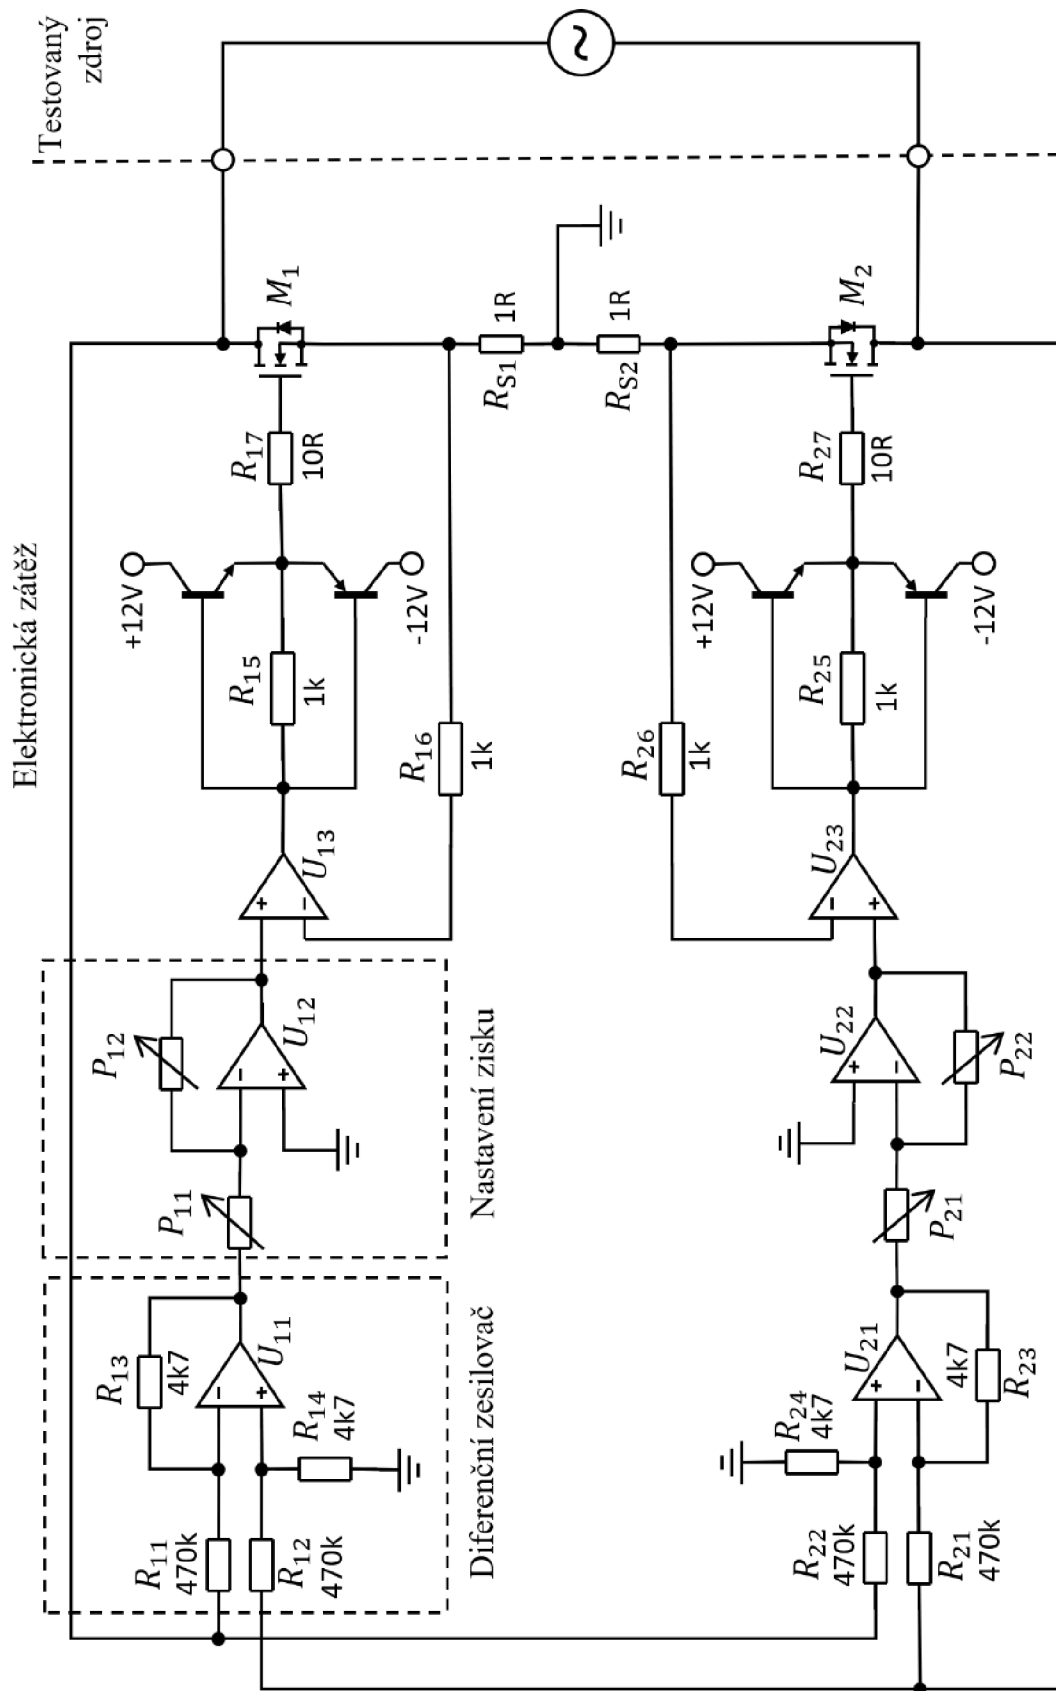 Testovaný
zdroj
Elektronická zátěž
M₁
R_S1
1R
R_S2
1R
M₂
R₁₇
10R
R₂₇
10R
+12V
-12V
+12V
-12V
R₁₅
1k
R₁₆
1k
R₂₆
1k
R₂₅
1k
U₁₃
U₂₃
P₁₂
U₁₂
P₁₁
Nastavení zisku
U₂₂
P₂₂
P₂₁
R₁₃
4k7
U₁₁
R₁₄
4k7
R₁₁
470k
R₁₂
470k
Diferenční zesilovač
R₂₄
4k7
U₂₁
4k7
R₂₃
R₂₂
470k
R₂₁
470k